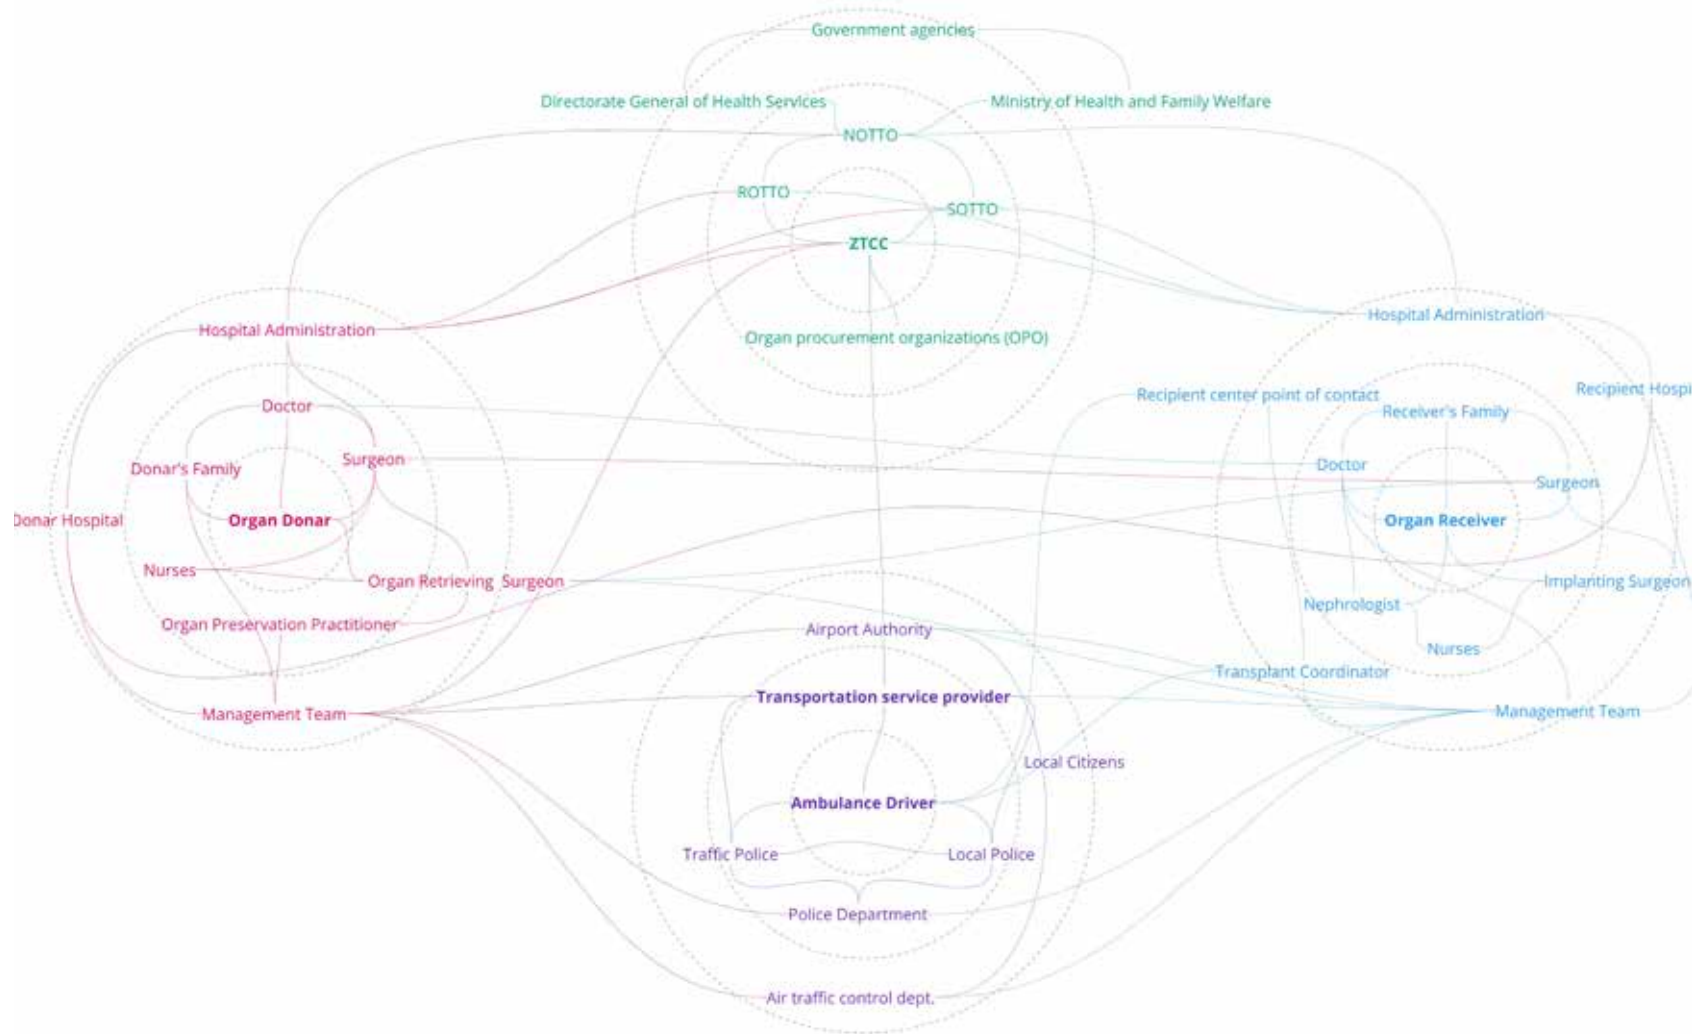 Government agencies
Directorate General of Health Services
Ministry of Health and Family Welfare
NOTTO
ROTTO
SOTTO
ZTCC
Organ procurement organizations (OPO)
Hospital Administration
Doctor
Donar's Family
Surgeon
Donar Hospital
Organ Donar
Nurses
Organ Retrieving Surgeon
Organ Preservation Practitioner
Management Team
Hospital Administration
Recipient center point of contact
Recipient Hospi
Receiver's Family
Doctor
Surgeon
Organ Receiver
Implanting Surgeon
Nephrologist
Nurses
Transplant Coordinator
Management Team
Airport Authority
Transportation service provider
Local Citizens
Ambulance Driver
Traffic Police
Local Police
Police Department
Air traffic control dept.